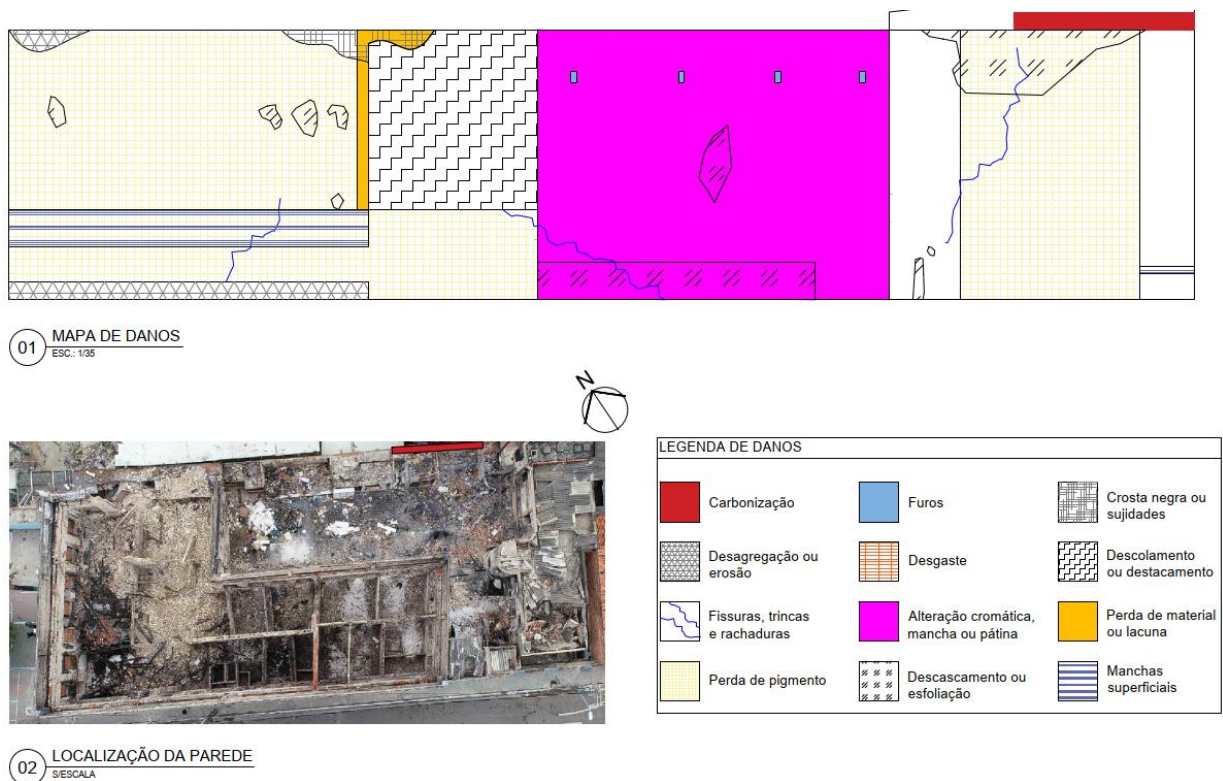 01
MAPA DE DANOS
ESC.: 1/35
N
LEGENDA DE DANOS
Carbonização
Furos
Crosta negra ou
sujidades
Desagregação ou
erosão
Desgaste
Descolamento
ou destacamento
Fissuras, trincas
e rachaduras
Alteração cromática,
mancha ou pátina
Perda de material
ou lacuna
Perda de pigmento
Descascamento ou
esfoliação
Manchas
superficiais
02
LOCALIZAÇÃO DA PAREDE
S/ESCALA